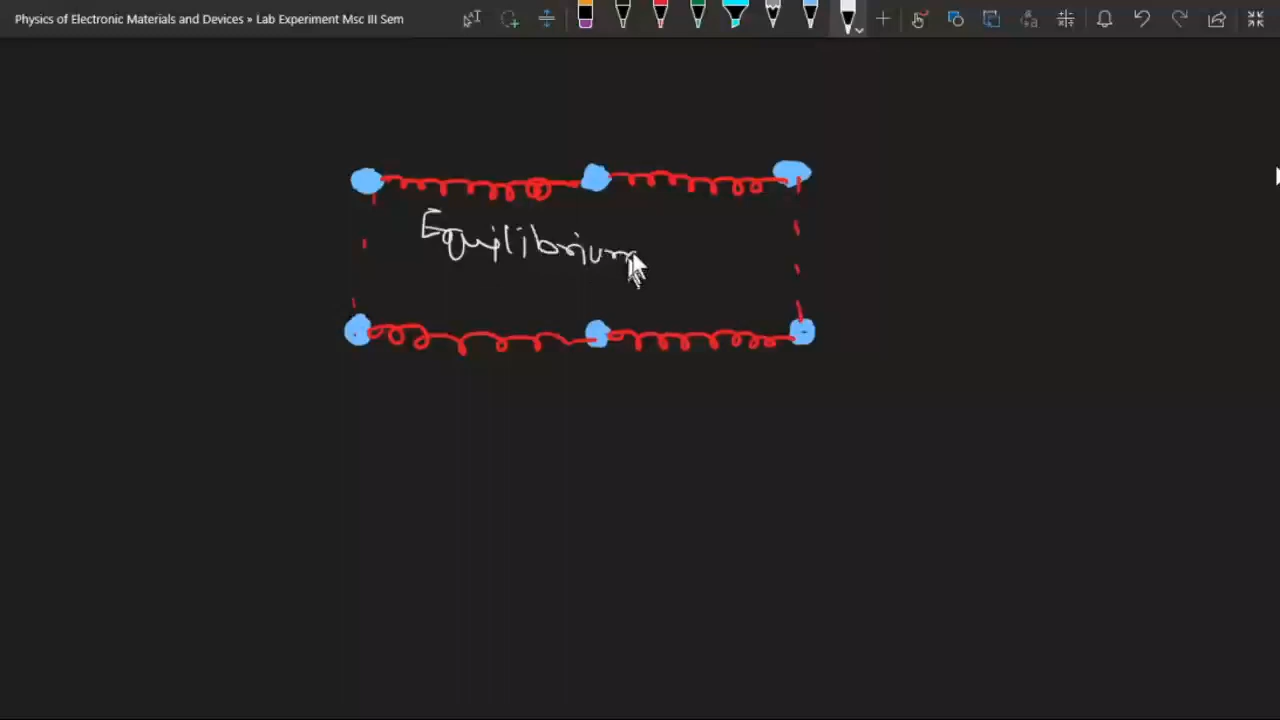 Physics of Electronic Materials and Devices » Lab Experiment Msc III Sem
Equilibrium